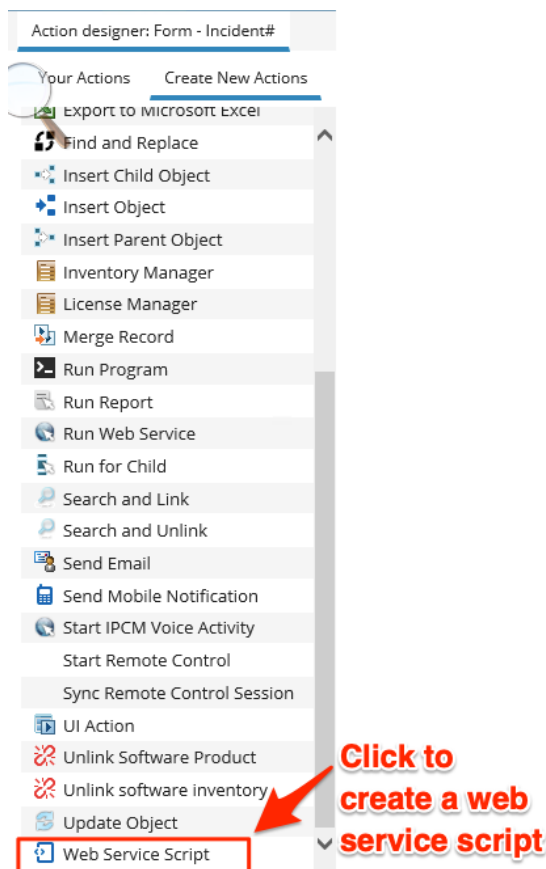 Action designer: Form - Incident#
Your Actions Create New Actions
Export to Microsoft Excel
Find and Replace
Insert Child Object
Insert Object
Insert Parent Object
Inventory Manager
License Manager
Merge Record
Run Program
Run Report
Run Web Service
Run for Child
Search and Link
Search and Unlink
Send Email
Send Mobile Notification
Start IPCM Voice Activity
Start Remote Control
Sync Remote Control Session
UI Action
Unlink Software Product
Unlink software inventory
Update Object
Web Service Script
Click to
create a web
service script